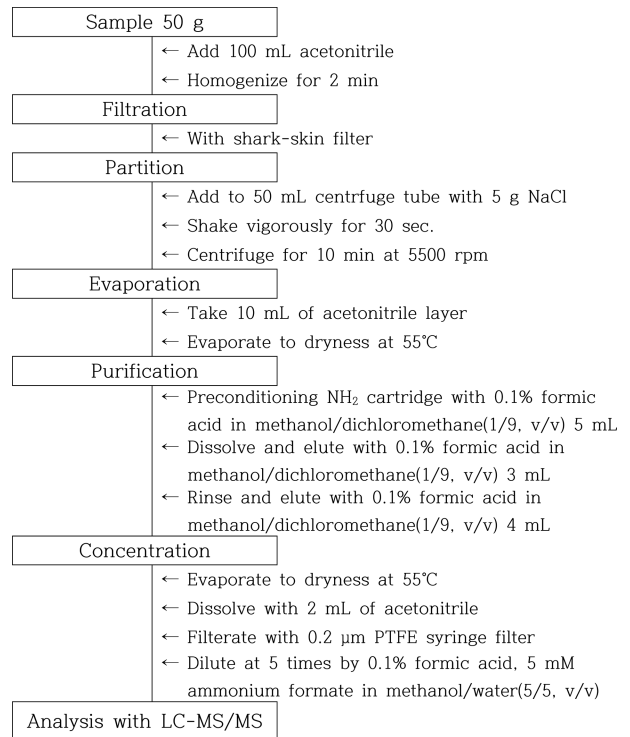 Sample 50 g
← Add 100 mL acetonitrile
← Homogenize for 2 min
Filtration
← With shark-skin filter
Partition
← Add to 50 mL centrfuge tube with 5 g NaCl
← Shake vigorously for 30 sec.
← Centrifuge for 10 min at 5500 rpm
Evaporation
← Take 10 mL of acetonitrile layer
← Evaporate to dryness at 55℃
Purification
← Preconditioning NH₂ cartridge with 0.1% formic
acid in methanol/dichloromethane(1/9, v/v) 5 mL
← Dissolve and elute with 0.1% formic acid in
methanol/dichloromethane(1/9, v/v) 3 mL
← Rinse and elute with 0.1% formic acid in
methanol/dichloromethane(1/9, v/v) 4 mL
Concentration
← Evaporate to dryness at 55℃
← Dissolve with 2 mL of acetonitrile
← Filterate with 0.2 μm PTFE syringe filter
← Dilute at 5 times by 0.1% formic acid, 5 mM
ammonium formate in methanol/water(5/5, v/v)
Analysis with LC-MS/MS